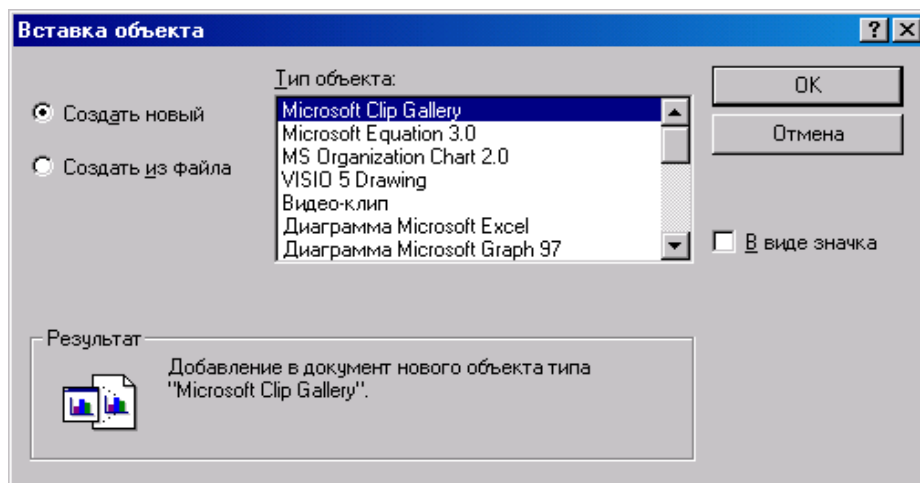 Вставка объекта
Тип объекта:
Создать новый
Создать из файла
Microsoft Clip Gallery
Microsoft Equation 3.0
MS Organization Chart 2.0
VISIO 5 Drawing
Видео-клип
Диаграмма Microsoft Excel
Диаграмма Microsoft Graph 97
OK
Отмена
В виде значка
Результат
Добавление в документ нового объекта типа
"Microsoft Clip Gallery".